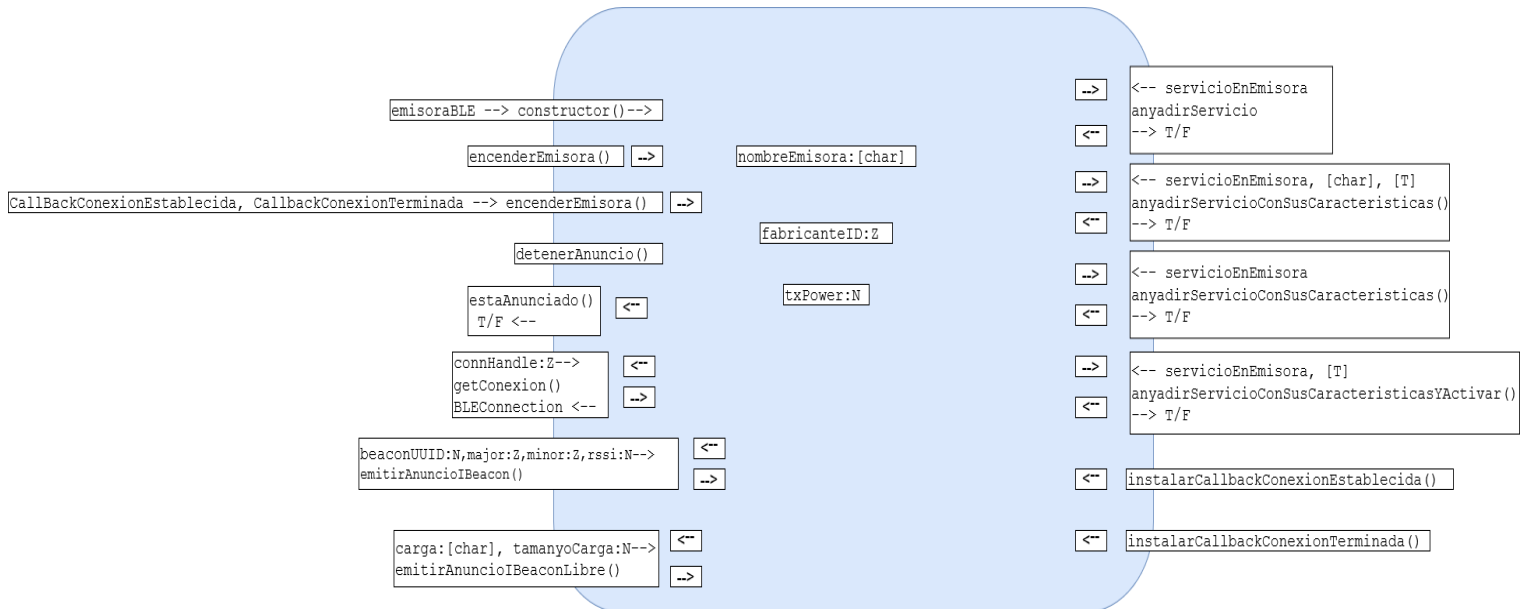 emisoraBLE --> constructor()-->
encenderEmisora() -->
CallBackConexionEstablecida, CallbackConexionTerminada --> encenderEmisora() -->
detenerAnuncio()
estaAnunciado()
T/F <--
<--
connHandle:Z-->
getConexion()
BLEConnection <--
<--
-->
beaconUUID:N,major:Z,minor:Z,rssi:N-->
emitirAnuncioIBeacon()
<--
-->
carga:[char], tamanyoCarga:N-->
emitirAnuncioIBeaconLibre()
<--
-->
nombreEmisora:[char]
fabricanteID:Z
txPower:N
-->
<--
<-- servicioEnEmisora
anyadirServicio
--> T/F
-->
<--
<-- servicioEnEmisora, [char], [T]
anyadirServicioConSusCaracteristicas()
--> T/F
-->
<--
<-- servicioEnEmisora
anyadirServicioConSusCaracteristicas()
--> T/F
-->
<--
<-- servicioEnEmisora, [T]
anyadirServicioConSusCaracteristicasYActivar()
--> T/F
<-- instalarCallbackConexionEstablecida()
<-- instalarCallbackConexionTerminada()